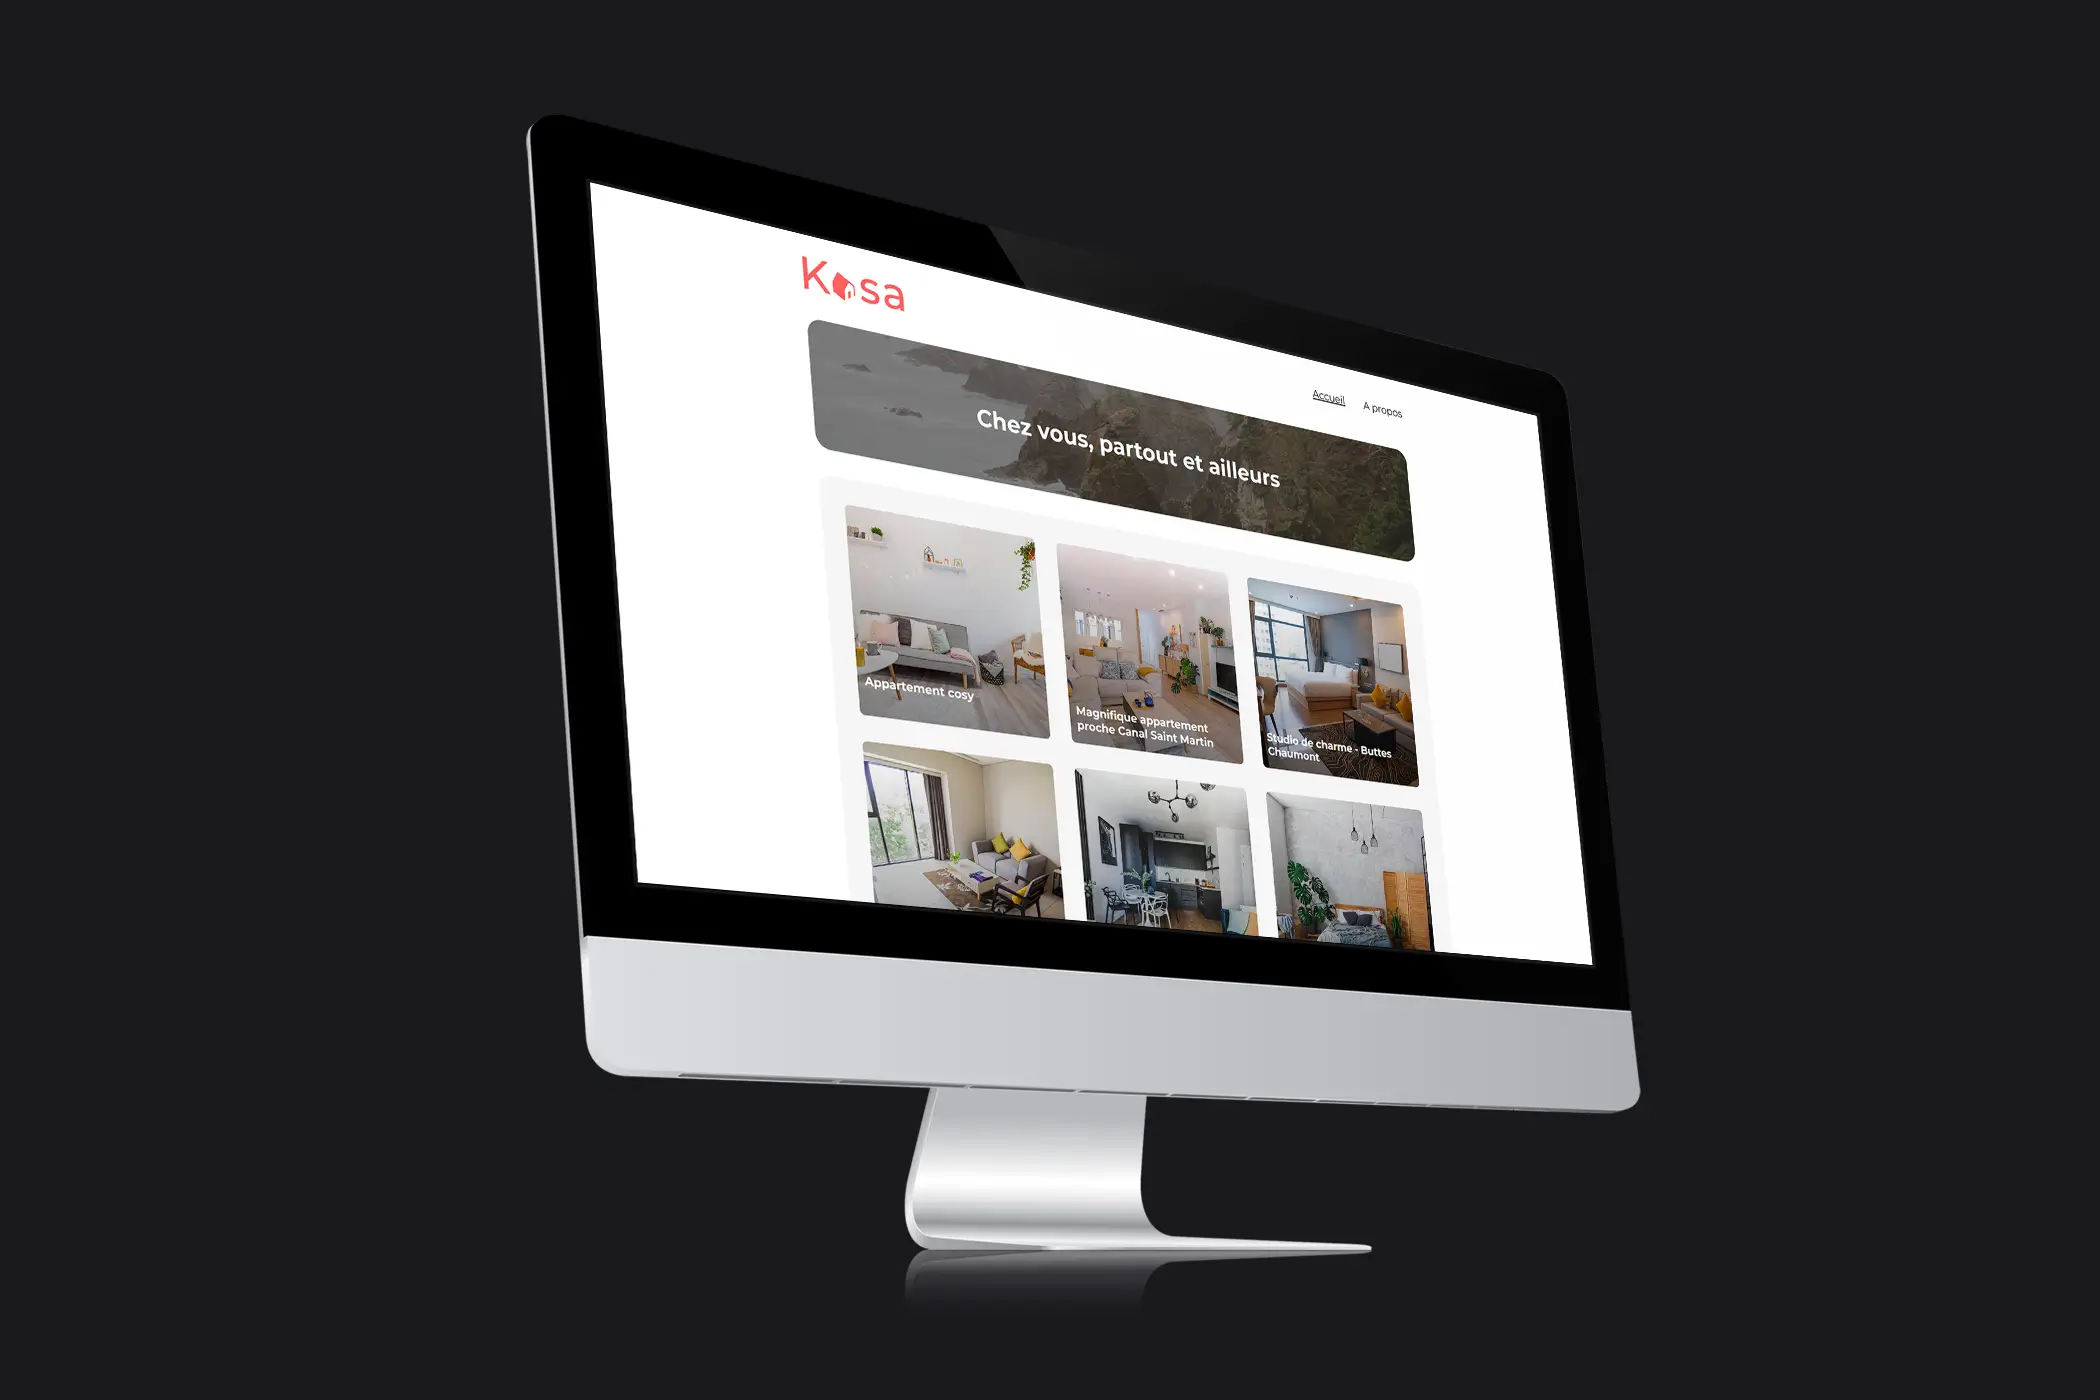 Kasa
Accueil
A propos
Chez vous, partout et ailleurs
Appartement cosy
Magnifique appartement
proche Canal Saint Martin
Studio de charme - Buttes
Chaumont